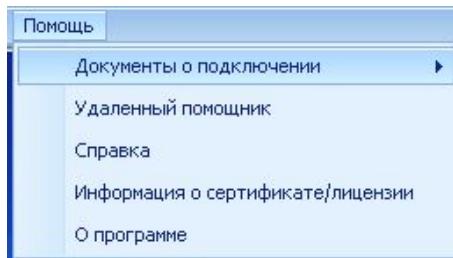 Помощь
Документы о подключении
Удаленный помощник
Справка
Информация о сертификате/лицензии
О программе